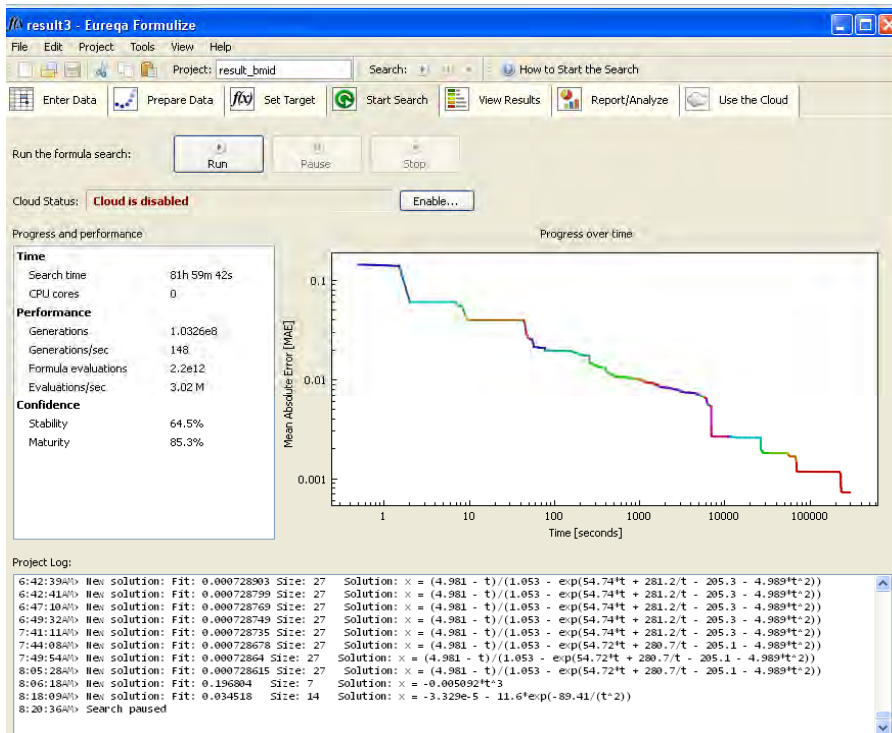 result3 - Eureqa Formulize
File Edit Project Tools View Help
Project: result_bmid Search: How to Start the Search
Enter Data Prepare Data f(x) Set Target Start Search View Results Report/Analyze Use the Cloud
Run the formula search: Run Pause Stop
Cloud Status: Cloud is disabled Enable...
Progress and performance
Time
Search time 81h 59m 42s
CPU cores 0
Performance
Generations 1.0326e8
Generations/sec 148
Formula evaluations 2.2e12
Evaluations/sec 3.02 M
Confidence
Stability 64.5%
Maturity 85.3%
Progress over time
Mean Absolute Error [MAE]
0.1
0.01
0.001
1 10 100 1000 10000 100000
Time [seconds]
Project Log:
6:42:39AM> New solution: Fit: 0.000728903 Size: 27 Solution: x = (4.981 - t)/(1.053 - exp(54.74*t + 281.2/t - 205.3 - 4.989*t^2))
6:42:41AM> New solution: Fit: 0.000728799 Size: 27 Solution: x = (4.981 - t)/(1.053 - exp(54.74*t + 281.2/t - 205.3 - 4.989*t^2))
6:47:10AM> New solution: Fit: 0.000728769 Size: 27 Solution: x = (4.981 - t)/(1.053 - exp(54.74*t + 281.2/t - 205.3 - 4.989*t^2))
6:49:32AM> New solution: Fit: 0.000728749 Size: 27 Solution: x = (4.981 - t)/(1.053 - exp(54.74*t + 281.2/t - 205.3 - 4.989*t^2))
7:41:11AM> New solution: Fit: 0.000728735 Size: 27 Solution: x = (4.981 - t)/(1.053 - exp(54.74*t + 281.2/t - 205.3 - 4.989*t^2))
7:44:08AM> New solution: Fit: 0.000728678 Size: 27 Solution: x = (4.981 - t)/(1.053 - exp(54.72*t + 280.7/t - 205.1 - 4.989*t^2))
7:49:54AM> New solution: Fit: 0.00072864 Size: 27 Solution: x = (4.981 - t)/(1.053 - exp(54.72*t + 280.7/t - 205.1 - 4.989*t^2))
8:05:28AM> New solution: Fit: 0.000728615 Size: 27 Solution: x = (4.981 - t)/(1.053 - exp(54.72*t + 280.7/t - 205.1 - 4.989*t^2))
8:06:18AM> New solution: Fit: 0.196804 Size: 7 Solution: x = -0.005092*t^3
8:18:09AM> New solution: Fit: 0.034518 Size: 14 Solution: x = -3.329e-5 - 11.6*exp(-89.41/(t^2))
8:20:36AM> Search paused